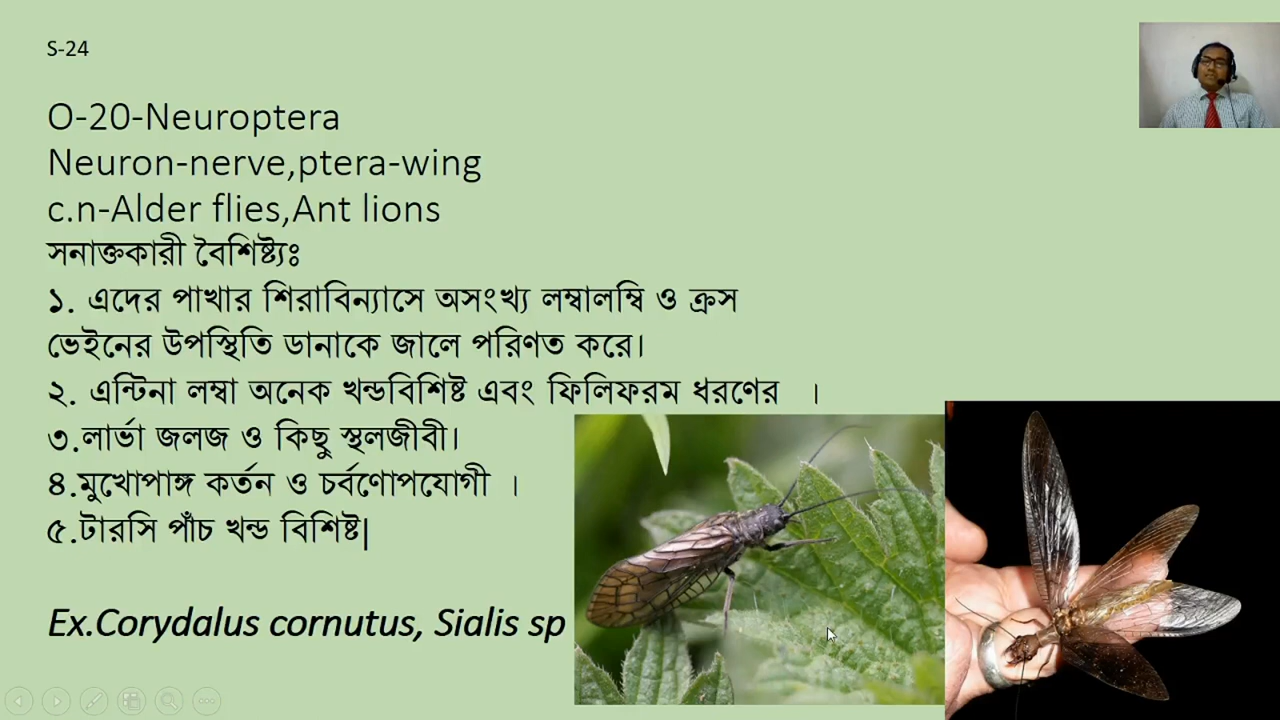 S-24
O-20-Neuroptera
Neuron-nerve,ptera-wing
c.n-Alder flies,Ant lions
সনাক্তকারী বৈশিষ্ট্যঃ
১. এদের পাখার শিরাবিন্যাসে অসংখ্য লম্বালম্বি ও ক্রস
ভেইনের উপস্থিতি ডানাকে জালে পরিণত করে।
২. এন্টিনা লম্বা অনেক খন্ডবিশিষ্ট এবং ফিলিফরম ধরণের ।
৩.লার্ভা জলজ ও কিছু স্থলজীবী।
৪.মুখোপাঙ্গ কর্তন ও চর্বণোপযোগী ।
৫.টারসি পাঁচ খন্ড বিশিষ্ট|
Ex.Corydalus cornutus, Sialis sp